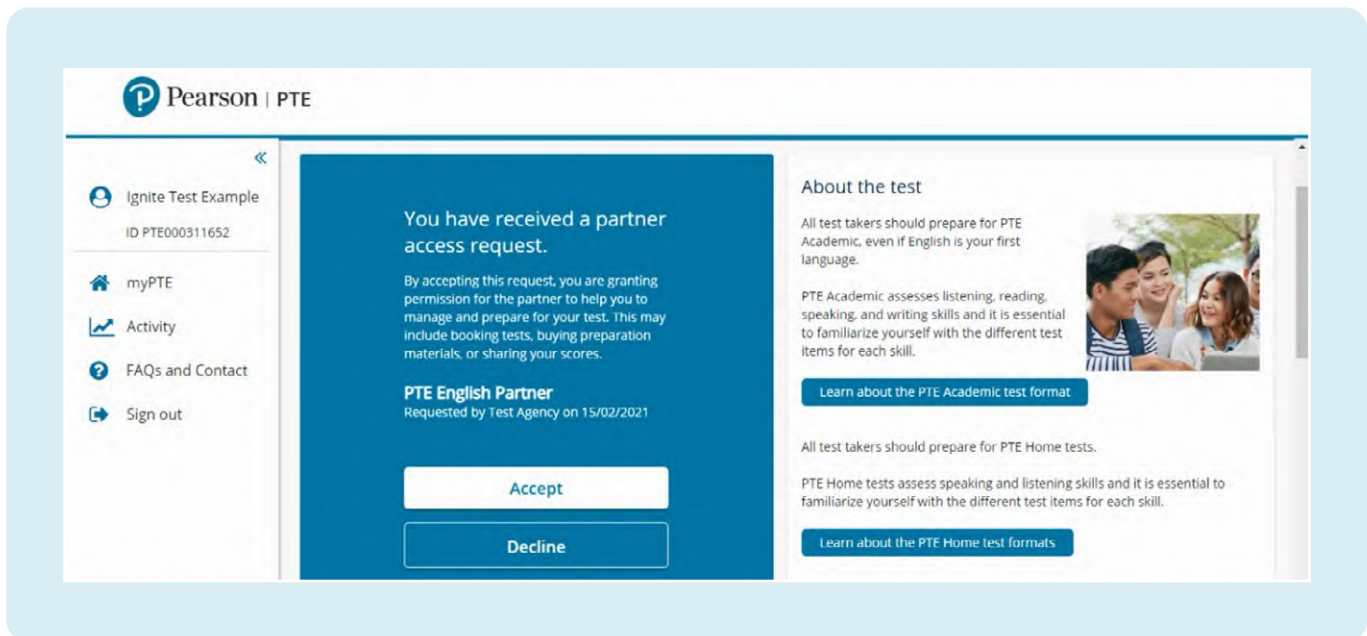 Pearson | PTE
«
Ignite Test Example
ID PTE000311652
myPTE
Activity
FAQs and Contact
Sign out
You have received a partner
access request.
By accepting this request, you are granting
permission for the partner to help you to
manage and prepare for your test. This may
include booking tests, buying preparation
materials, or sharing your scores.
PTE English Partner
Requested by Test Agency on 15/02/2021
Accept
Decline
About the test
All test takers should prepare for PTE
Academic, even if English is your first
language.
PTE Academic assesses listening, reading,
speaking, and writing skills and it is essential
to familiarize yourself with the different test
items for each skill.
Learn about the PTE Academic test format
All test takers should prepare for PTE Home tests.
PTE Home tests assess speaking and listening skills and it is essential to
familiarize yourself with the different test items for each skill.
Learn about the PTE Home test formats